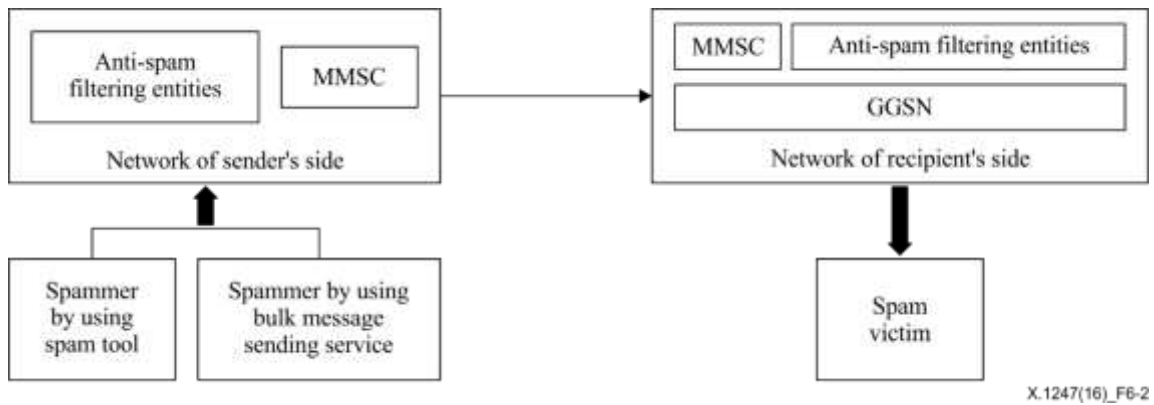 Anti-spam
filtering entities
MMSC
Network of sender's side
MMSC
Anti-spam filtering entities
GGSN
Network of recipient's side
Spammer
by using
spam tool
Spammer by using
bulk message
sending service
Spam
victim
X.1247(16)_F6-2